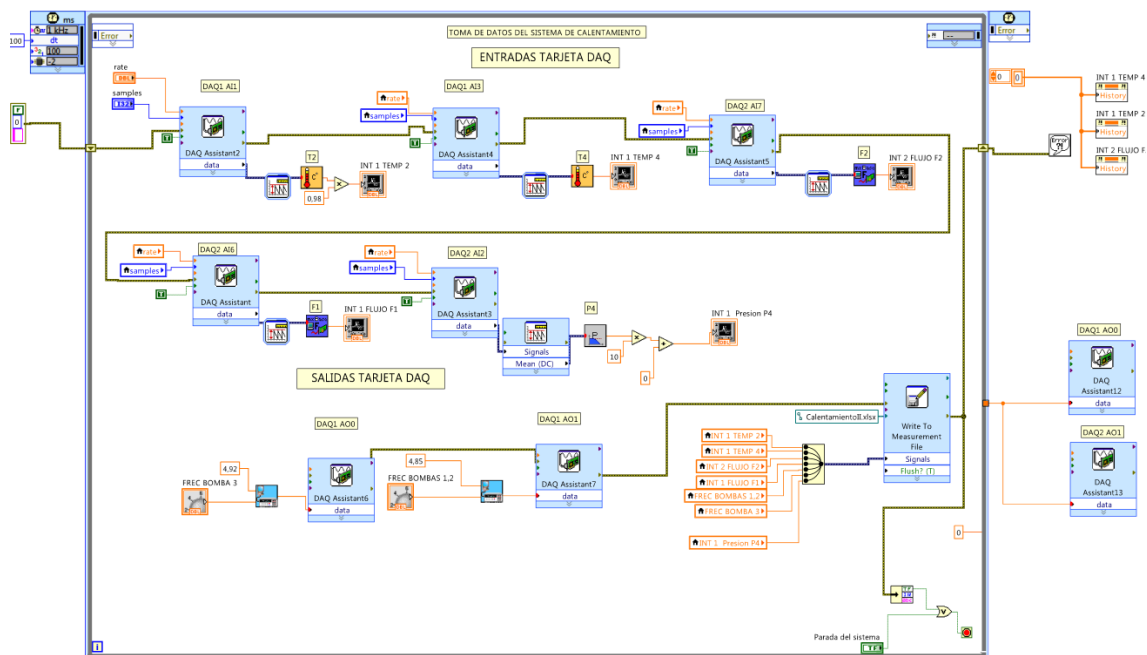 ms
1 kHz
dt
100
100
-2
Error
TOMA DE DATOS DEL SISTEMA DE CALENTAMIENTO
--
Error
ENTRADAS TARJETA DAQ
rate
DBL
samples
I32
DAQ1 AI1
DAQ Assistant2
data
T
T2
0,98
INT 1 TEMP 2
DAQ1 AI3
rate
samples
T
DAQ Assistant4
data
T4
INT 1 TEMP 4
DAQ2 AI7
rate
samples
T
DAQ Assistant5
data
F2
INT 2 FLUJO F2
0
0
INT 1 TEMP 4
History
INT 1 TEMP 2
History
INT 2 FLUJO F
History
Error
?!
F
0
DAQ2 AI6
rate
samples
T
DAQ Assistant
data
F1
INT 1 FLUJO F1
DAQ2 AI2
rate
samples
T
DAQ Assistant3
data
Signals
Mean (DC)
P4
10
0
INT 1 Presion P4
SALIDAS TARJETA DAQ
DAQ1 AO0
4,92
FREC BOMBA 3
DAQ Assistant6
data
DAQ1 AO1
4,85
FREC BOMBAS 1,2
DAQ Assistant7
data
CalentamientoII.xlsx
Write To
Measurement
File
Signals
Flush? (T)
INT 1 TEMP 2
INT 1 TEMP 4
INT 2 FLUJO F2
INT 1 FLUJO F1
FREC BOMBAS 1,2
FREC BOMBA 3
INT 1 Presion P4
DAQ1 AO0
DAQ
Assistant12
data
DAQ2 AO1
DAQ
Assistant13
data
0
Parada del sistema
TF
i